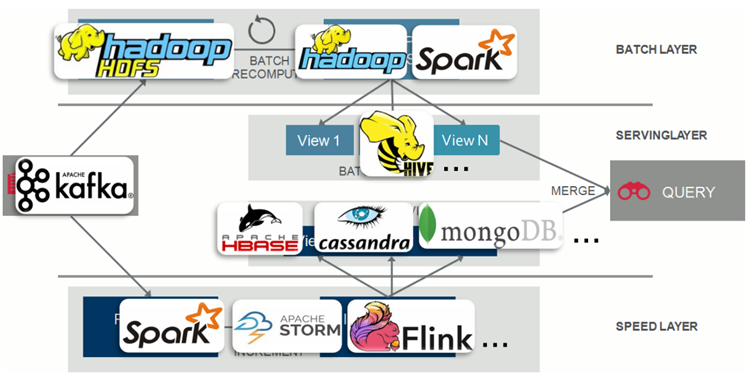 hadoop
HDFS
BATCH
RECOMPUT
hadoop
Spark
BATCH LAYER
View 1
HIVE
View N
...
BAT
SERVINGLAYER
APACHE
kafka®
MERGE
QUERY
APACHE
HBASE
cassandra
mongoDB®
...
Spark
APACHE
STORM
Flink
...
INCREMENT
SPEED LAYER